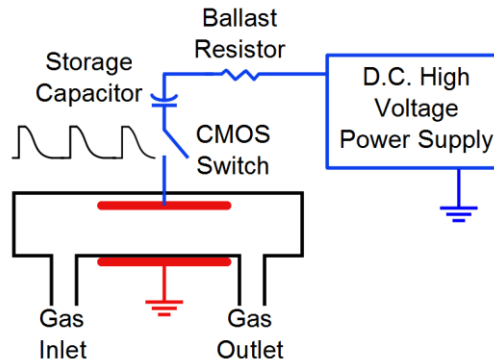 Ballast
Resistor
Storage
Capacitor
D.C. High
Voltage
Power Supply
CMOS
Switch
Gas
Inlet
Gas
Outlet